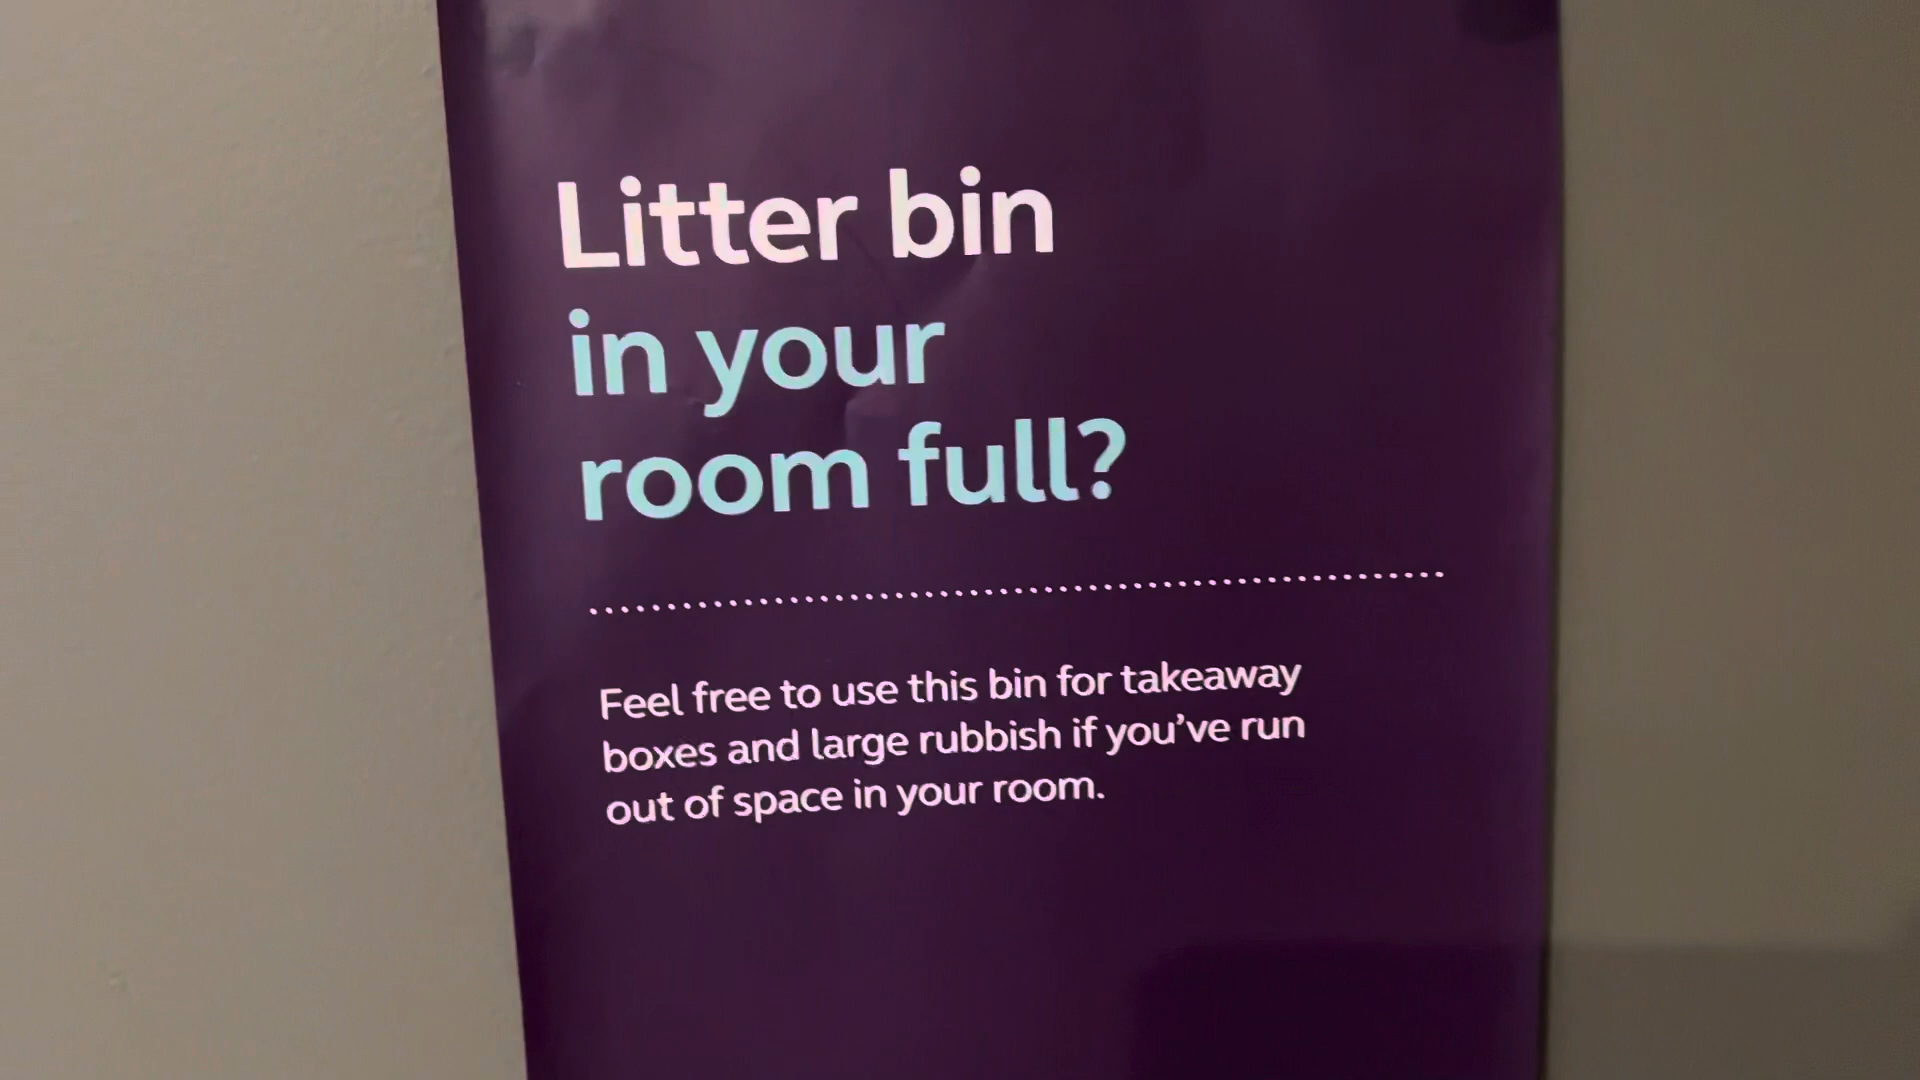 Litter bin
in your
room full?
Feel free to use this bin for takeaway
boxes and large rubbish if you’ve run
out of space in your room.